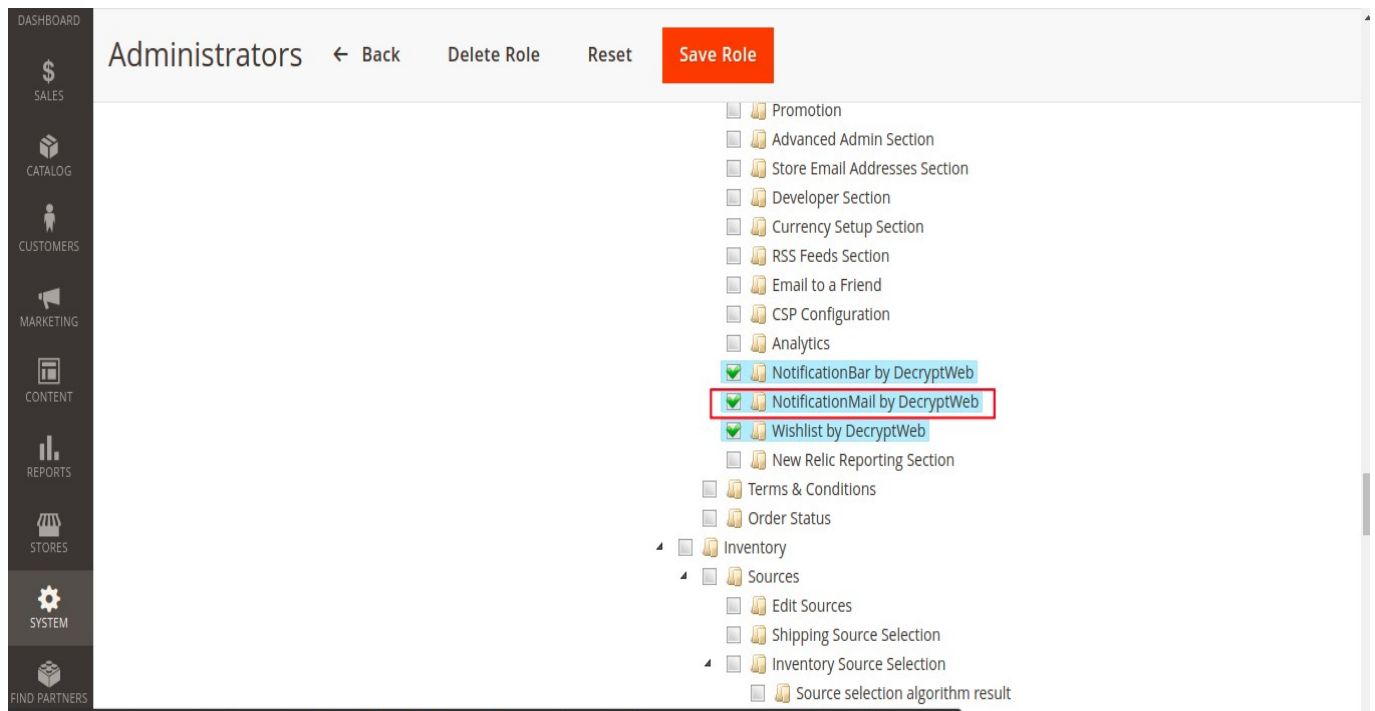 DASHBOARD
SALES
CATALOG
CUSTOMERS
MARKETING
CONTENT
REPORTS
STORES
SYSTEM
FIND PARTNERS
Administrators
Back
Delete Role
Reset
Save Role
Promotion
Advanced Admin Section
Store Email Addresses Section
Developer Section
Currency Setup Section
RSS Feeds Section
Email to a Friend
CSP Configuration
Analytics
NotificationBar by DecryptWeb
NotificationMail by DecryptWeb
Wishlist by DecryptWeb
New Relic Reporting Section
Terms & Conditions
Order Status
Inventory
Sources
Edit Sources
Shipping Source Selection
Inventory Source Selection
Source selection algorithm result